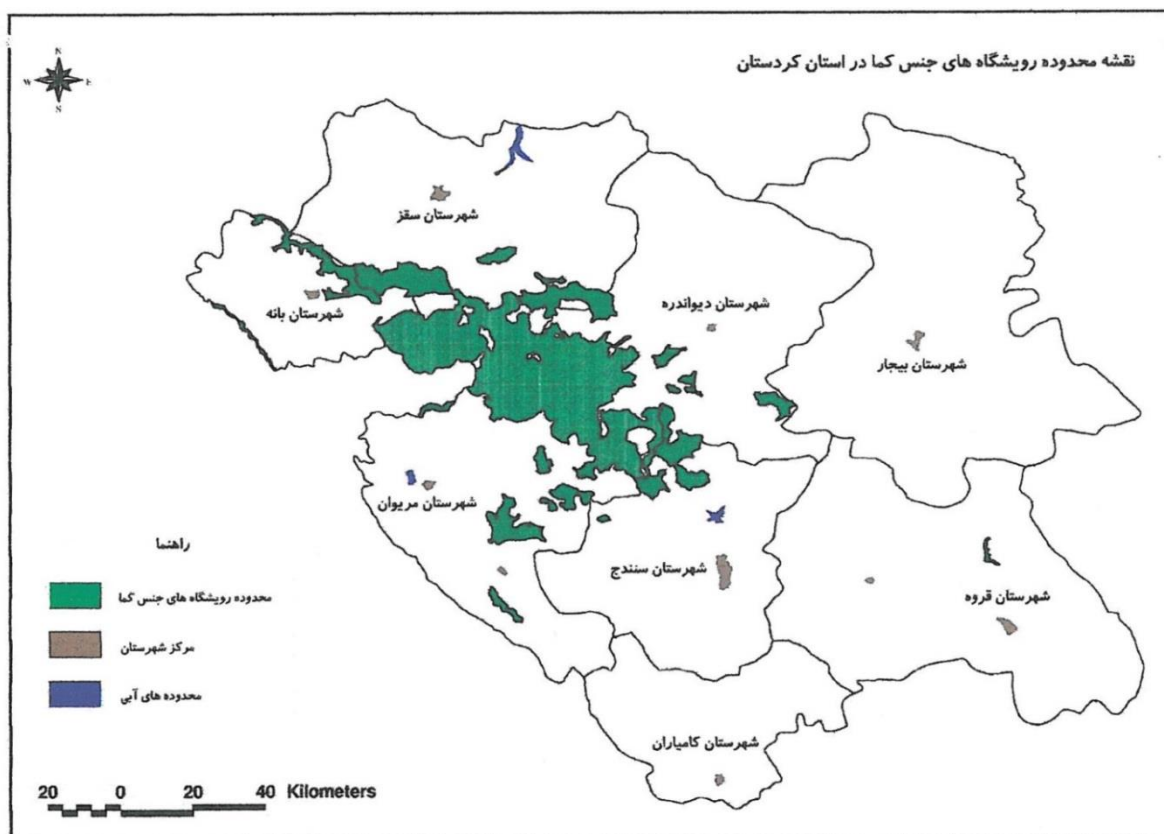 نقشه محدوده رویشگاه های جنس کما در استان کردستان
N
W E
S
شهرستان سقز
شهرستان بانه
شهرستان دیواندره
شهرستان بیجار
شهرستان مریوان
شهرستان سنندج
شهرستان قروه
شهرستان کامیاران
راهنما
محدوده رویشگاه های جنس کما
مرکز شهرستان
محدوده های آبی
20 0 20 40 Kilometers